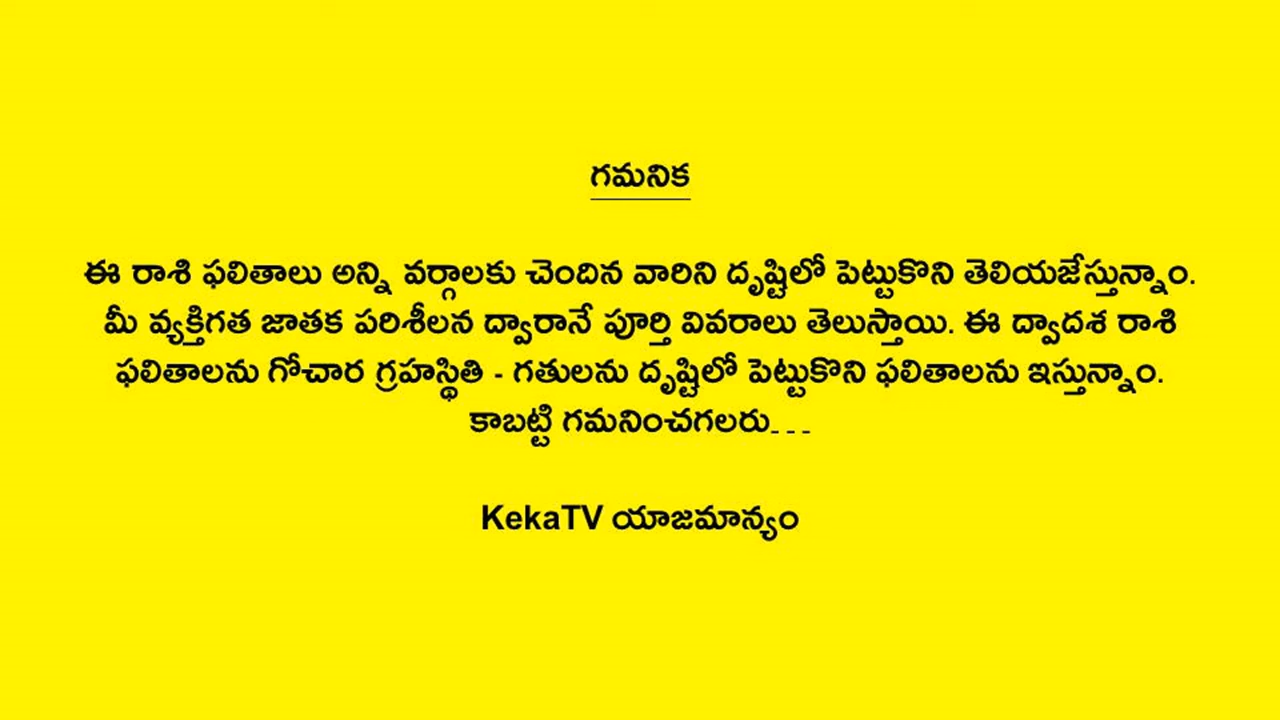 గమనిక
ఈ రాశి ఫలితాలు అన్ని వర్గాలకు చెందిన వారిని దృష్టిలో పెట్టుకొని తెలియజేస్తున్నాం.
మీ వ్యక్తిగత జాతక పరిశీలన ద్వారానే పూర్తి వివరాలు తెలుస్తాయి. ఈ ద్వాదశ రాశి
ఫలితాలను గోచార గ్రహస్థితి - గతులను దృష్టిలో పెట్టుకొని ఫలితాలను ఇస్తున్నాం.
కాబట్టి గమనించగలరు...
KekaTV యాజమాన్యం